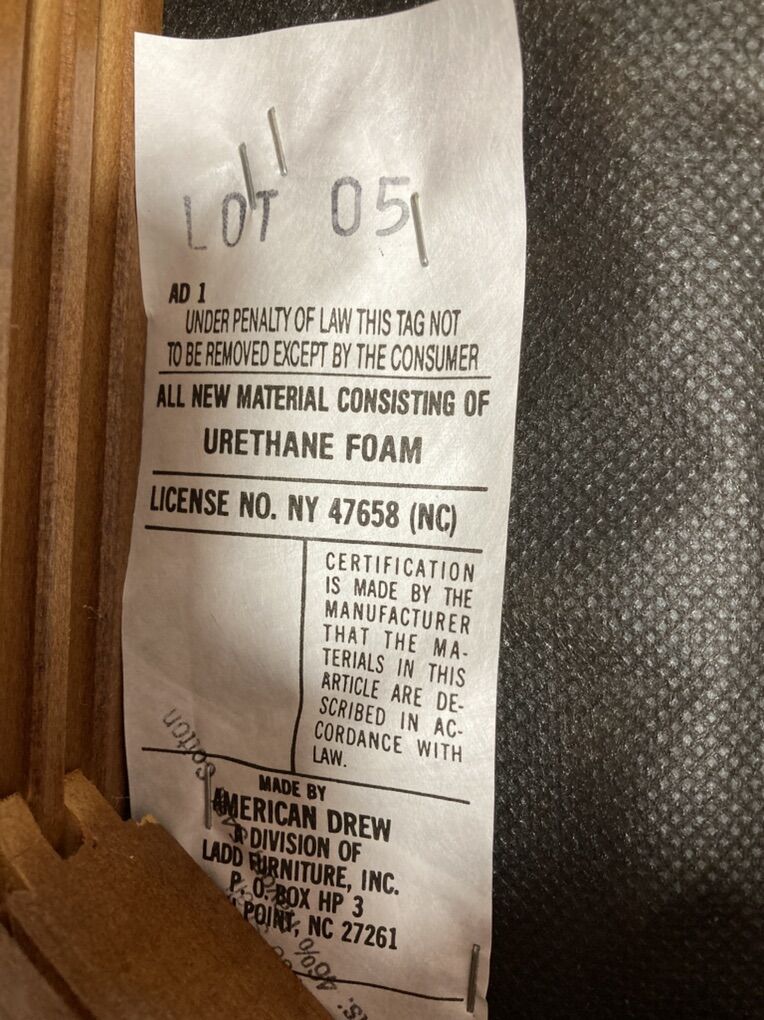 LOT 05
AD 1
UNDER PENALTY OF LAW THIS TAG NOT
TO BE REMOVED EXCEPT BY THE CONSUMER
ALL NEW MATERIAL CONSISTING OF
URETHANE FOAM
LICENSE NO. NY 47658 (NC)
CERTIFICATION
IS MADE BY THE
MANUFACTURER
THAT THE MA-
TERIALS IN THIS
ARTICLE ARE DE-
SCRIBED IN AC-
CORDANCE WITH
LAW.
MADE BY
AMERICAN DREW
A DIVISION OF
LADD FURNITURE, INC.
P. O. BOX HP 3
POINT, NC 27261
Cotton
46%